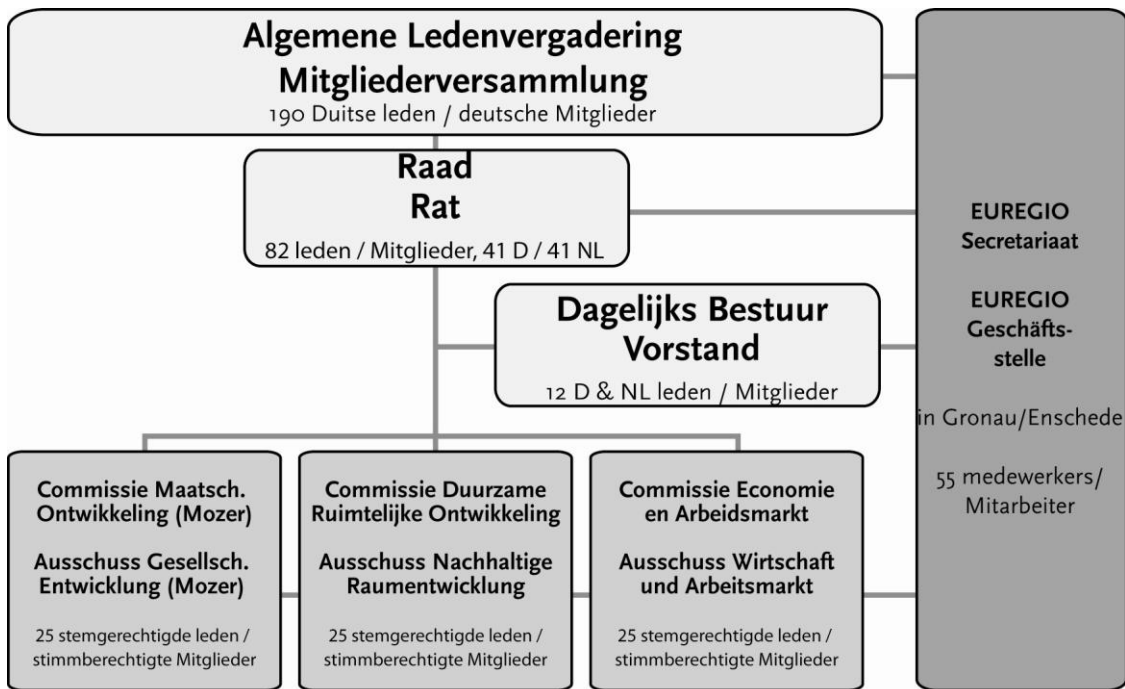 Algemene Ledenvergadering
Mitgliederversammlung
190 Duitse leden / deutsche Mitglieder
Raad
Rat
82 leden / Mitglieder, 41 D / 41 NL
Dagelijks Bestuur
Vorstand
12 D & NL leden / Mitglieder
Commissie Maatsch.
Ontwikkeling (Mozer)
Ausschuss Gesellsch.
Entwicklung (Mozer)
25 stemgerechtigde leden /
stimmberechtigte Mitglieder
Commissie Duurzame
Ruimtelijke Ontwikkeling
Ausschuss Nachhaltige
Raumentwicklung
25 stemgerechtigde leden /
stimmberechtigte Mitglieder
Commissie Economie
en Arbeidsmarkt
Ausschuss Wirtschaft
und Arbeitsmarkt
25 stemgerechtigde leden /
stimmberechtigte Mitglieder
EUREGIO
Secretariaat
EUREGIO
Geschäfts-
stelle
in Gronau/Enschede
55 medewerkers/
Mitarbeiter